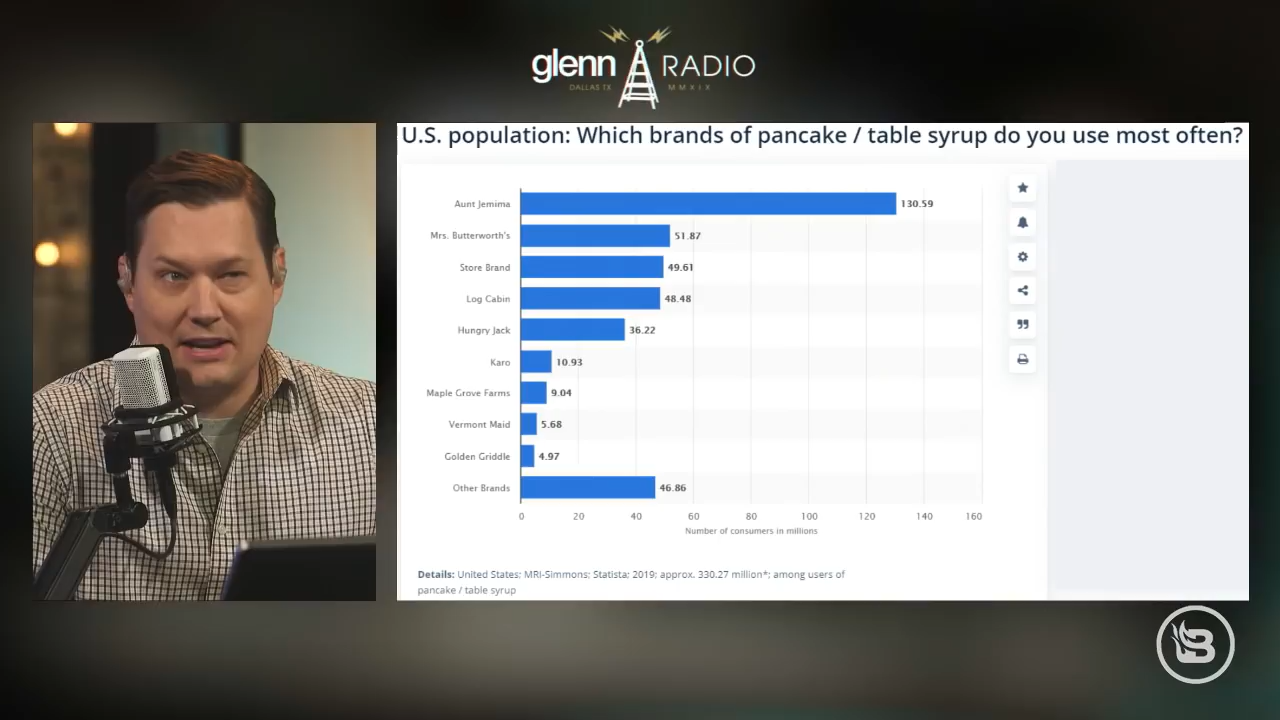 glenn RADIO
DALLAS TX MMXIX
U.S. population: Which brands of pancake / table syrup do you use most often?
Aunt Jemima 130.59
Mrs. Butterworth's 51.87
Store Brand 49.61
Log Cabin 48.48
Hungry Jack 36.22
Karo 10.93
Maple Grove Farms 9.04
Vermont Maid 5.68
Golden Griddle 4.97
Other Brands 46.86
0 20 40 60 80 100 120 140 160
Number of consumers in millions
Details: United States; MRI-Simmons; Statista; 2019; approx. 330.27 million*; among users of
pancake / table syrup
B